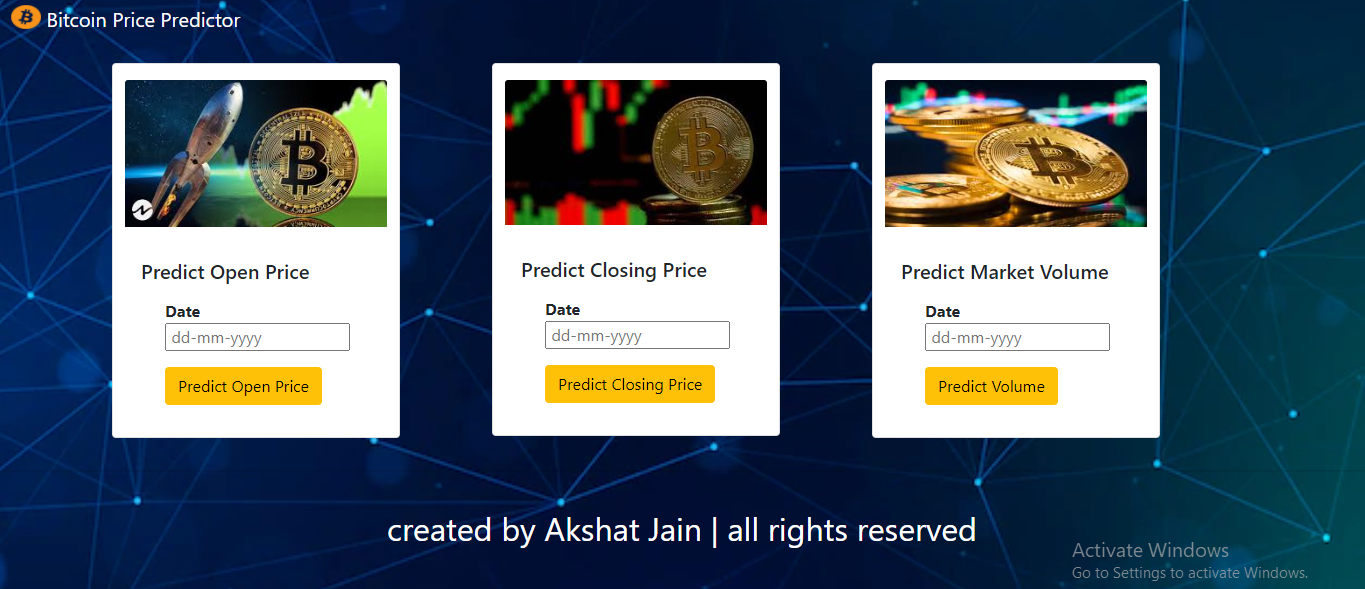 Bitcoin Price Predictor
Predict Open Price
Date
dd-mm-yyyy
Predict Open Price
Predict Closing Price
Date
dd-mm-yyyy
Predict Closing Price
Predict Market Volume
Date
dd-mm-yyyy
Predict Volume
created by Akshat Jain | all rights reserved
Activate Windows
Go to Settings to activate Windows.